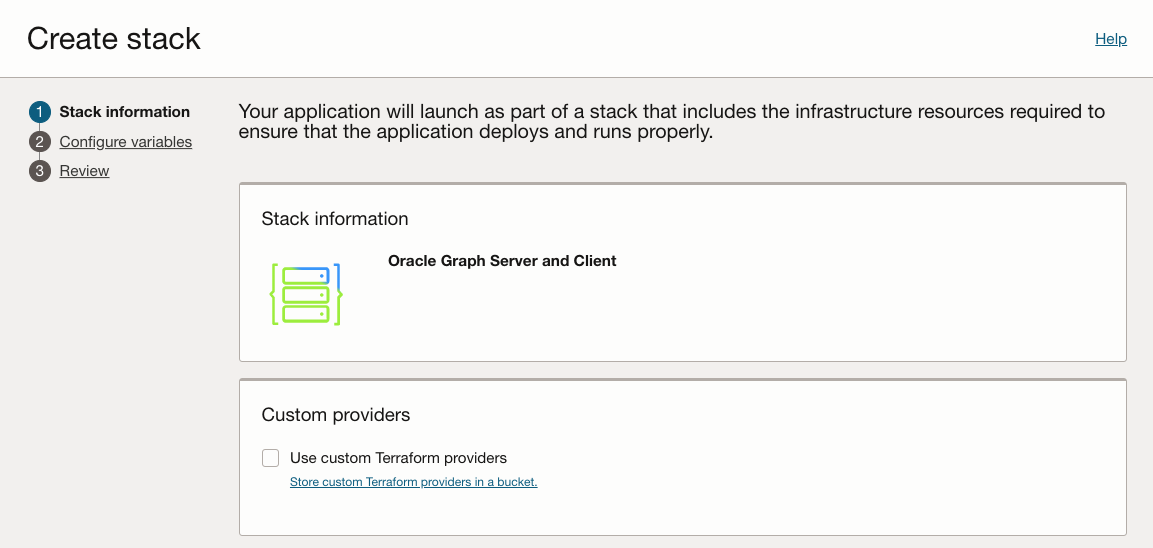 Create stack
Help
1 Stack information
2 Configure variables
3 Review
Your application will launch as part of a stack that includes the infrastructure resources required to
ensure that the application deploys and runs properly.
Stack information
Oracle Graph Server and Client
Custom providers
Use custom Terraform providers
Store custom Terraform providers in a bucket.